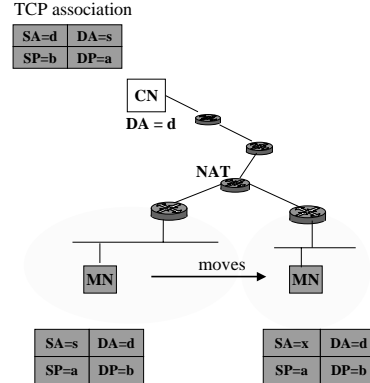 TCP association
SA=d DA=s
SP=b DP=a
CN
DA = d
NAT
moves
MN
MN
SA=s DA=d
SP=a DP=b
SA=x DA=d
SP=a DP=b